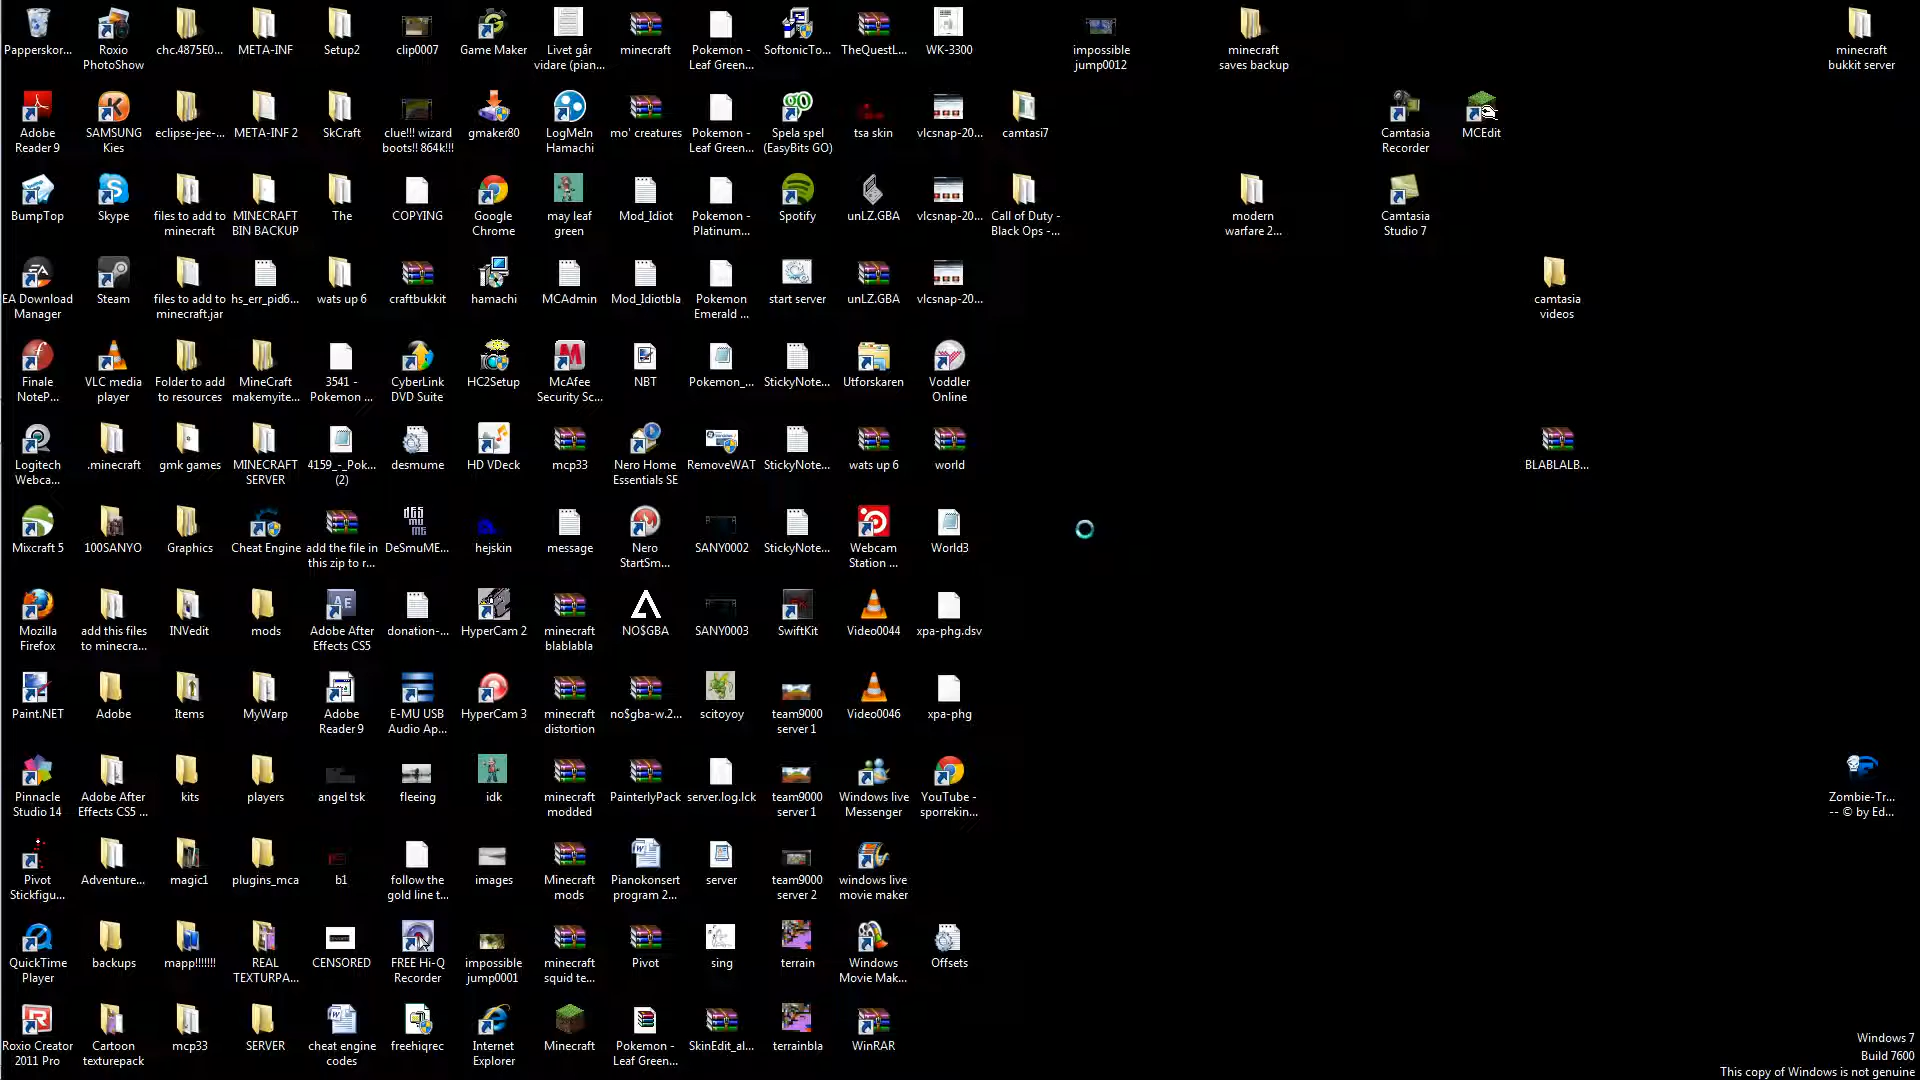 Papperskor...
Roxio
PhotoShow
chc.4875E0...
META-INF
Setup2
clip0007
Game Maker
Livet går
vidare (pian...
minecraft
Pokemon -
Leaf Green...
SoftonicTo...
TheQuestL...
WK-3300
impossible
jump0012
minecraft
saves backup
minecraft
bukkit server
Adobe
Reader 9
SAMSUNG
Kies
eclipse-jee-...
META-INF 2
SkCraft
clue!!! wizard
boots!! 864k!!!
gmaker80
LogMeIn
Hamachi
mo' creatures
Pokemon -
Leaf Green...
Spela spel
(EasyBits GO)
tsa skin
vlcsnap-20...
camtasi7
Camtasia
Recorder
MCEdit
BumpTop
Skype
files to add to
minecraft
MINECRAFT
BIN BACKUP
The
COPYING
Google
Chrome
may leaf
green
Mod_Idiot
Pokemon -
Platinum...
Spotify
unLZ.GBA
vlcsnap-20...
Call of Duty -
Black Ops -...
modern
warfare 2...
Camtasia
Studio 7
EA Download
Manager
Steam
files to add to
minecraft.jar
hs_err_pid6...
wats up 6
craftbukkit
hamachi
MCAdmin
Mod_Idiotbla
Pokemon
Emerald ...
start server
unLZ.GBA
vlcsnap-20...
camtasia
videos
Finale
NoteP...
VLC media
player
Folder to add
to resources
MineCraft
makemyite...
3541 -
Pokemon ...
CyberLink
DVD Suite
HC2Setup
McAfee
Security Sc...
NBT
Pokemon_...
StickyNote...
Utforskaren
Voddler
Online
Logitech
Webca...
.minecraft
gmk games
MINECRAFT
SERVER
4159_-_Pok...
(2)
desmume
HD VDeck
mcp33
Nero Home
Essentials SE
RemoveWAT
StickyNote...
wats up 6
world
BLABLALB...
Mixcraft 5
100SANYO
Graphics
Cheat Engine
add the file in
this zip to r...
DeSmuME...
hejskin
message
Nero
StartSm...
SANY0002
StickyNote...
Webcam
Station ...
World3
Mozilla
Firefox
add this files
to minecra...
INVedit
mods
Adobe After
Effects CS5
donation-...
HyperCam 2
minecraft
blablabla
NO$GBA
SANY0003
SwiftKit
Video0044
xpa-phg.dsv
Paint.NET
Adobe
Items
MyWarp
Adobe
Reader 9
E-MU USB
Audio Ap...
HyperCam 3
minecraft
distortion
no$gba-w.2...
scitoyoy
team9000
server 1
Video0046
xpa-phg
Pinnacle
Studio 14
Adobe After
Effects CS5 ...
kits
players
angel tsk
fleeing
idk
minecraft
modded
PainterlyPack
server.log.lck
team9000
server 1
Windows live
Messenger
YouTube -
sporrekin...
Zombie-Tr...
-- © by Ed...
Pivot
Stickfigu...
Adventure...
magic1
plugins_mca
b1
follow the
gold line t...
images
Minecraft
mods
Pianokonsert
program 2...
server
team9000
server 2
windows live
movie maker
QuickTime
Player
backups
mapp!!!!!!!
REAL
TEXTURPA...
CENSORED
FREE Hi-Q
Recorder
impossible
jump0001
minecraft
squid te...
Pivot
sing
terrain
Windows
Movie Mak...
Offsets
Roxio Creator
2011 Pro
Cartoon
texturepack
mcp33
SERVER
cheat engine
codes
freehiqrec
Internet
Explorer
Minecraft
Pokemon -
Leaf Green...
SkinEdit_al...
terrainbla
WinRAR
Windows 7
Build 7600
This copy of Windows is not genuine